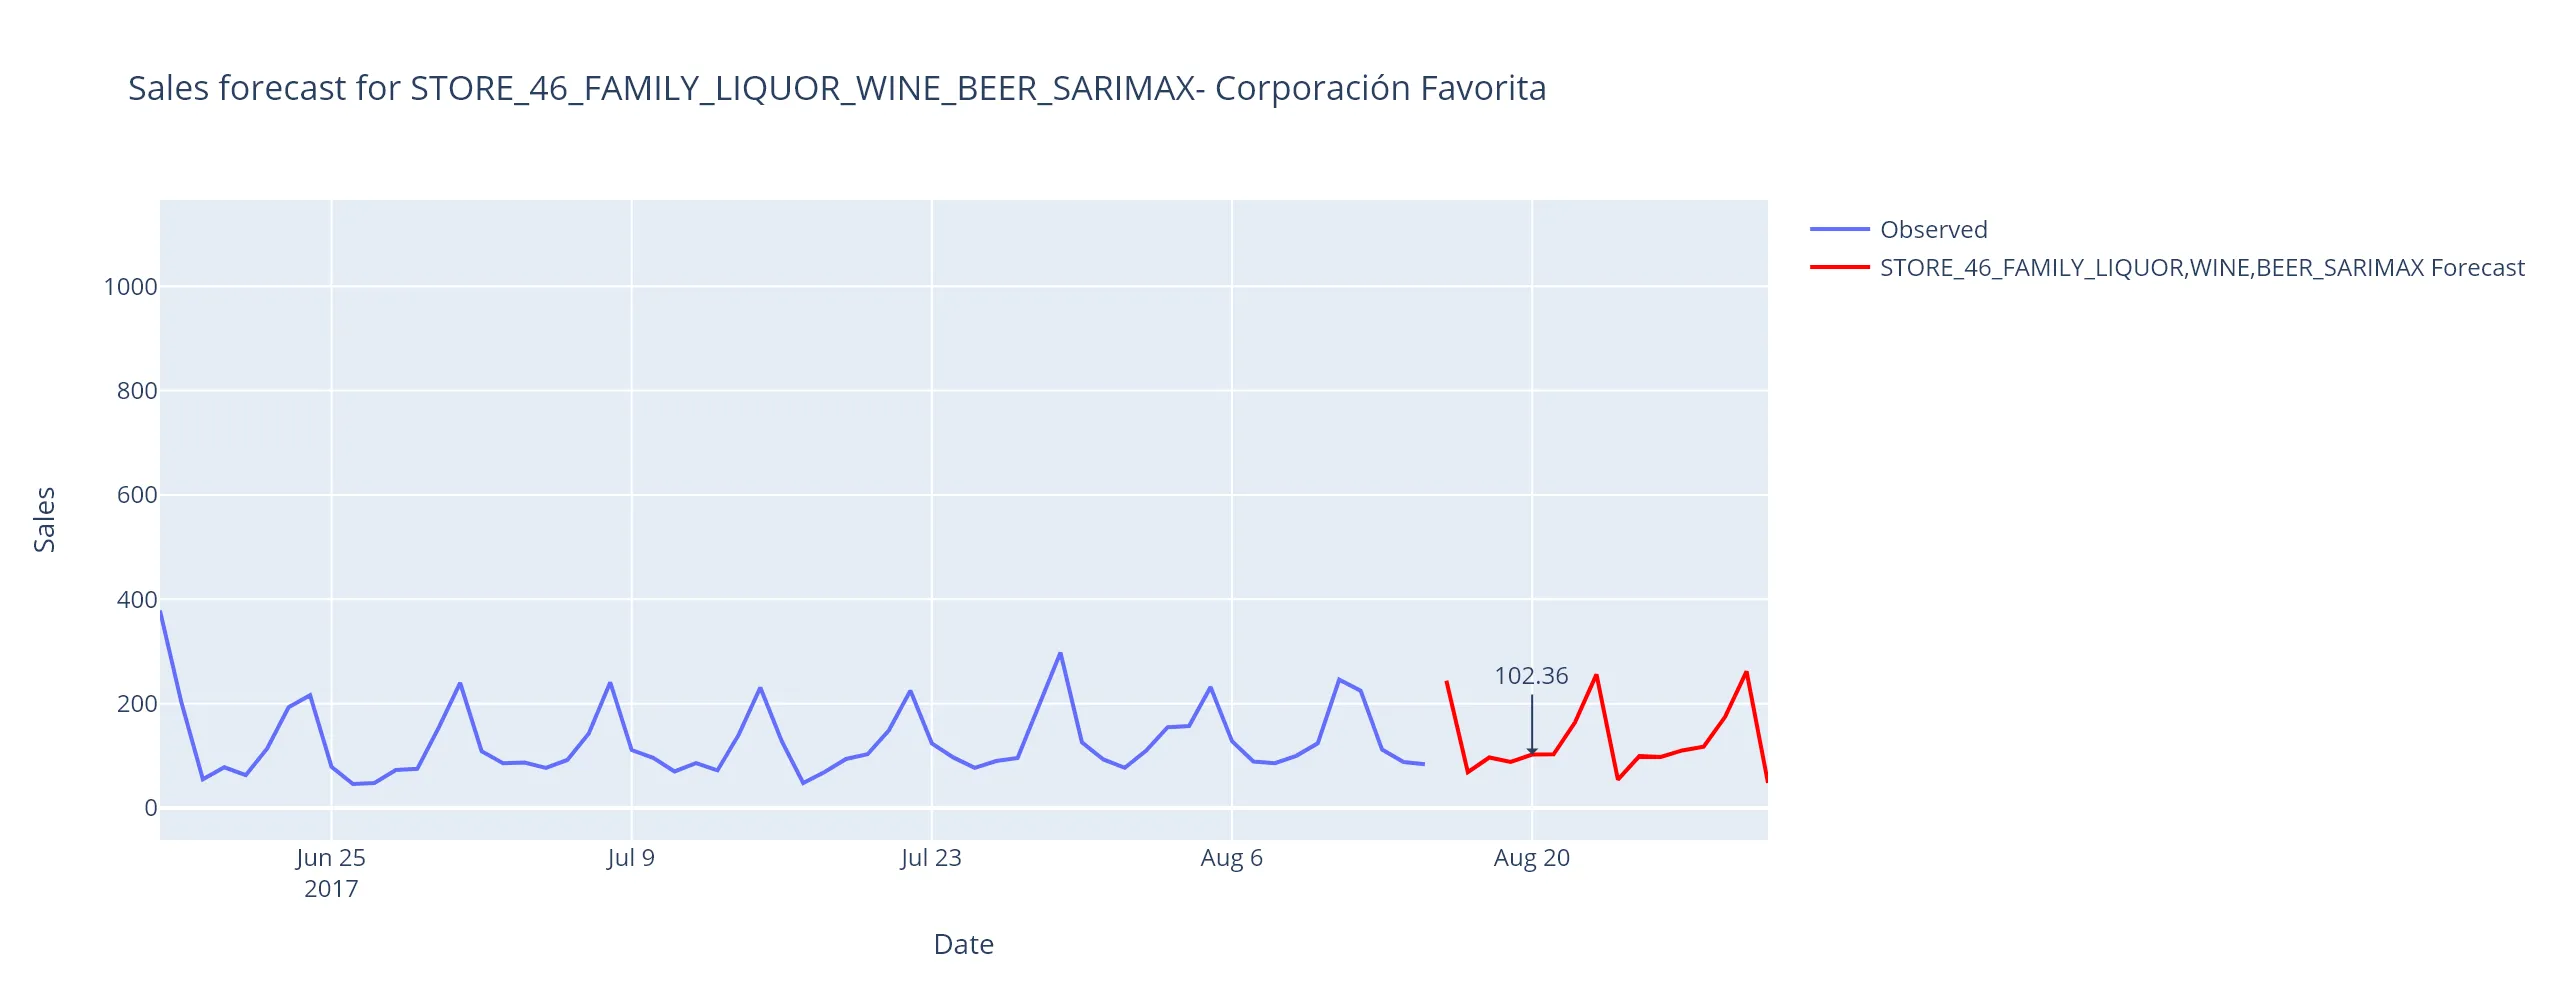 Sales forecast for STORE_46_FAMILY_LIQUOR_WINE_BEER_SARIMAX- Corporación Favorita
Observed
STORE_46_FAMILY_LIQUOR,WINE,BEER_SARIMAX Forecast
1000
800
600
400
200
0
Sales
102.36
Jun 25
2017
Jul 9
Jul 23
Aug 6
Aug 20
Date